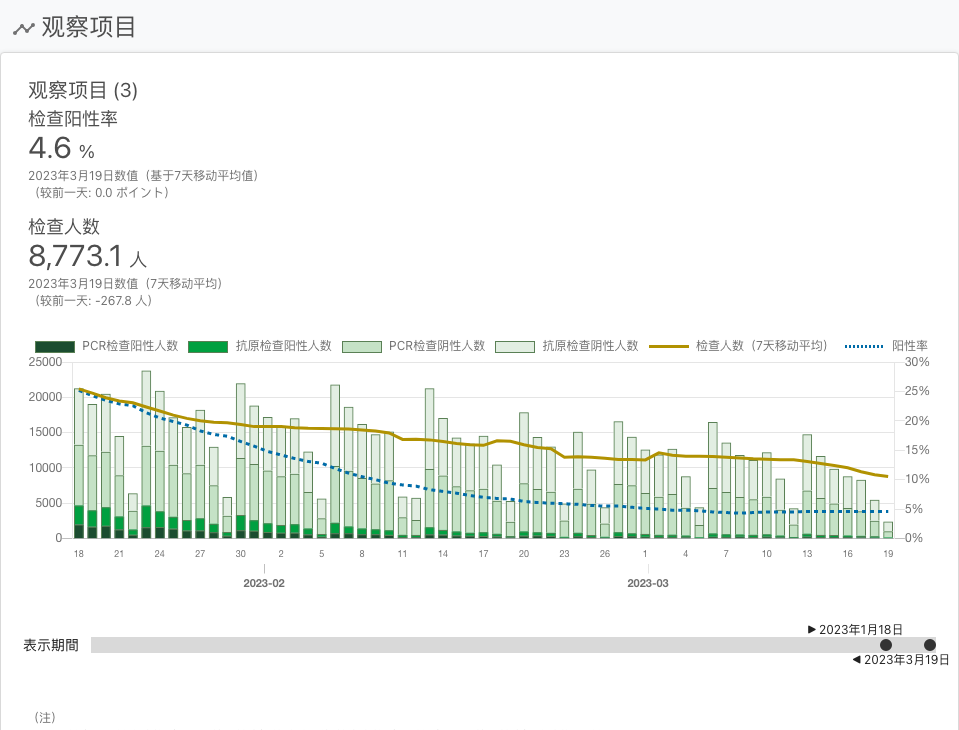 观察项目
观察项目 (3)
检查阳性率
4.6 %
2023年3月19日数值（基于7天移动平均值）
（较前一天: 0.0 ポイント）
检查人数
8,773.1 人
2023年3月19日数值（7天移动平均）
（较前一天: -267.8 人）
PCR检查阳性人数 抗原检查阳性人数 PCR检查阴性人数 抗原检查阴性人数 检查人数（7天移动平均） 阳性率
25000 30%
20000 25%
15000 20%
10000 15%
5000 10%
0 5%
0%
18 21 24 27 30 2 5 8 11 14 17 20 23 26 1 4 7 10 13 16 19
2023-02 2023-03
▶ 2023年1月18日
表示期間
◀ 2023年3月19日
（注）